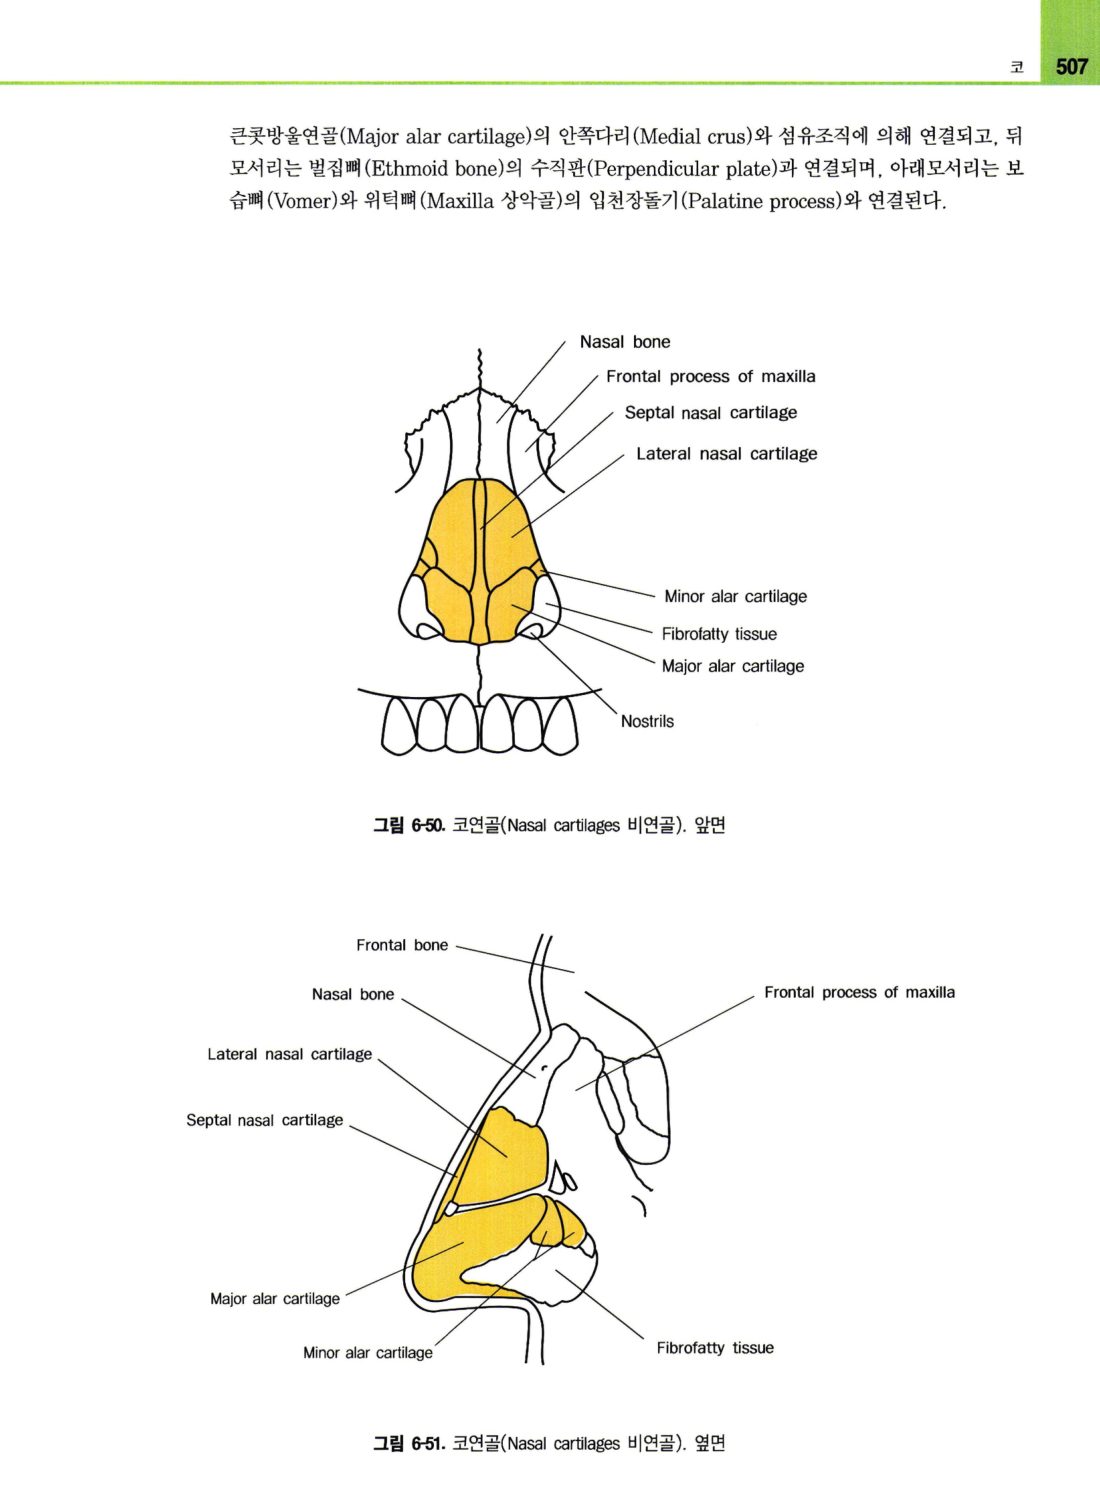 코 507
큰콧방울연골(Major alar cartilage)의 안쪽다리(Medial crus)와 섬유조직에 의해 연결되고, 뒤
모서리는 벌집뼈(Ethmoid bone)의 수직판(Perpendicular plate)과 연결되며, 아래모서리는 보
습뼈(Vomer)와 위턱뼈(Maxilla 상악골)의 입천장돌기(Palatine process)와 연결된다.
Nasal bone
Frontal process of maxilla
Septal nasal cartilage
Lateral nasal cartilage
Minor alar cartilage
Fibrofatty tissue
Major alar cartilage
Nostrils
그림 6-50. 코연골(Nasal cartilages 비연골). 앞면
Frontal bone
Nasal bone
Frontal process of maxilla
Lateral nasal cartilage
Septal nasal cartilage
Major alar cartilage
Minor alar cartilage
Fibrofatty tissue
그림 6-51. 코연골(Nasal cartilages 비연골). 옆면